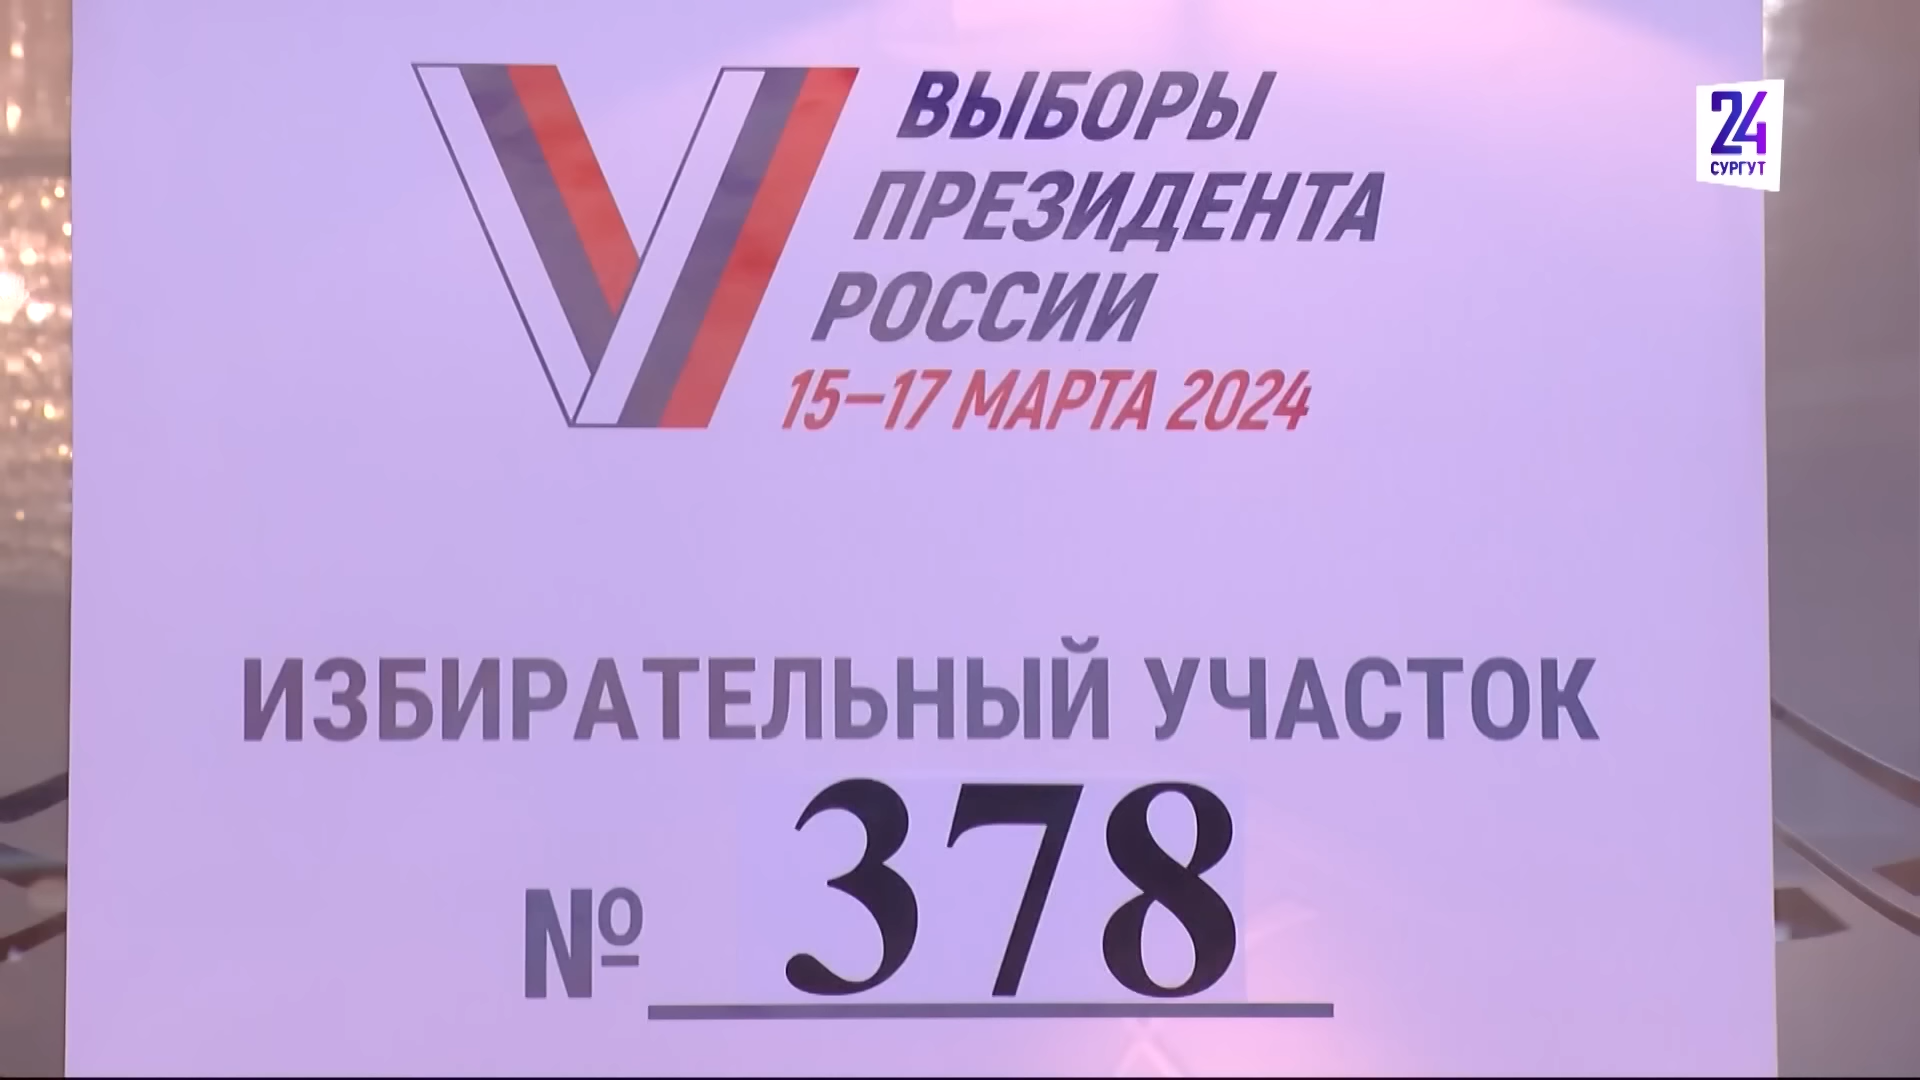 ВЫБОРЫ
ПРЕЗИДЕНТА
РОССИИ
15–17 МАРТА 2024
24
СУРГУТ
ИЗБИРАТЕЛЬНЫЙ УЧАСТОК
№ 378